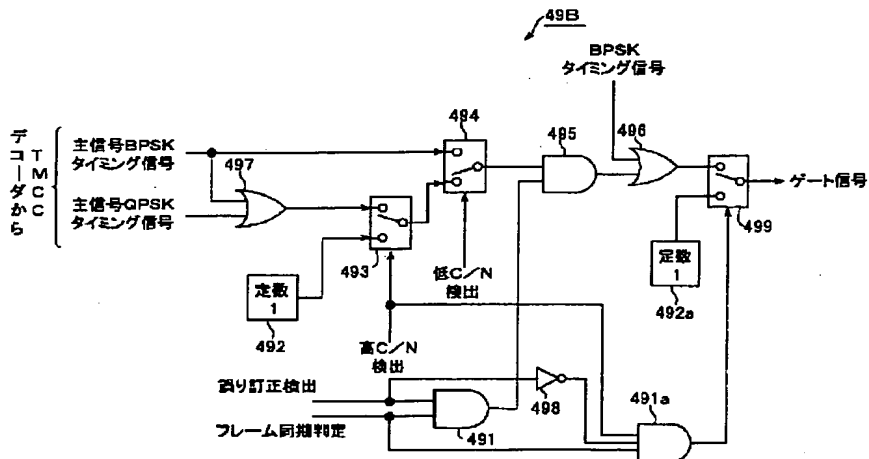 49B
BPSK
タイミング信号
494
495
496
デコーダから
TMCC
主信号BPSK
タイミング信号
497
主信号QPSK
タイミング信号
ゲート信号
499
493
低C/N
検出
定数
1
492
定数
1
492a
高C/N
検出
誤り訂正検出
498
491a
フレーム同期判定
491